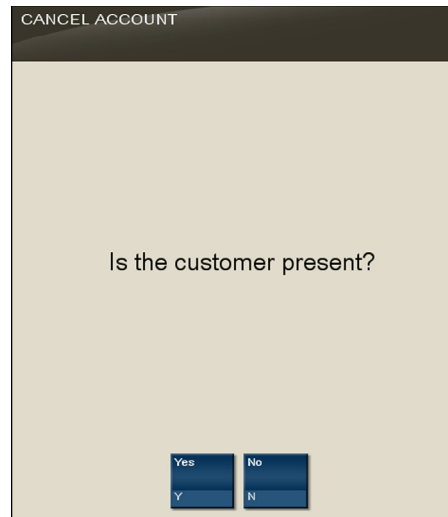 CANCEL ACCOUNT
Is the customer present?
Yes
No
Y
N